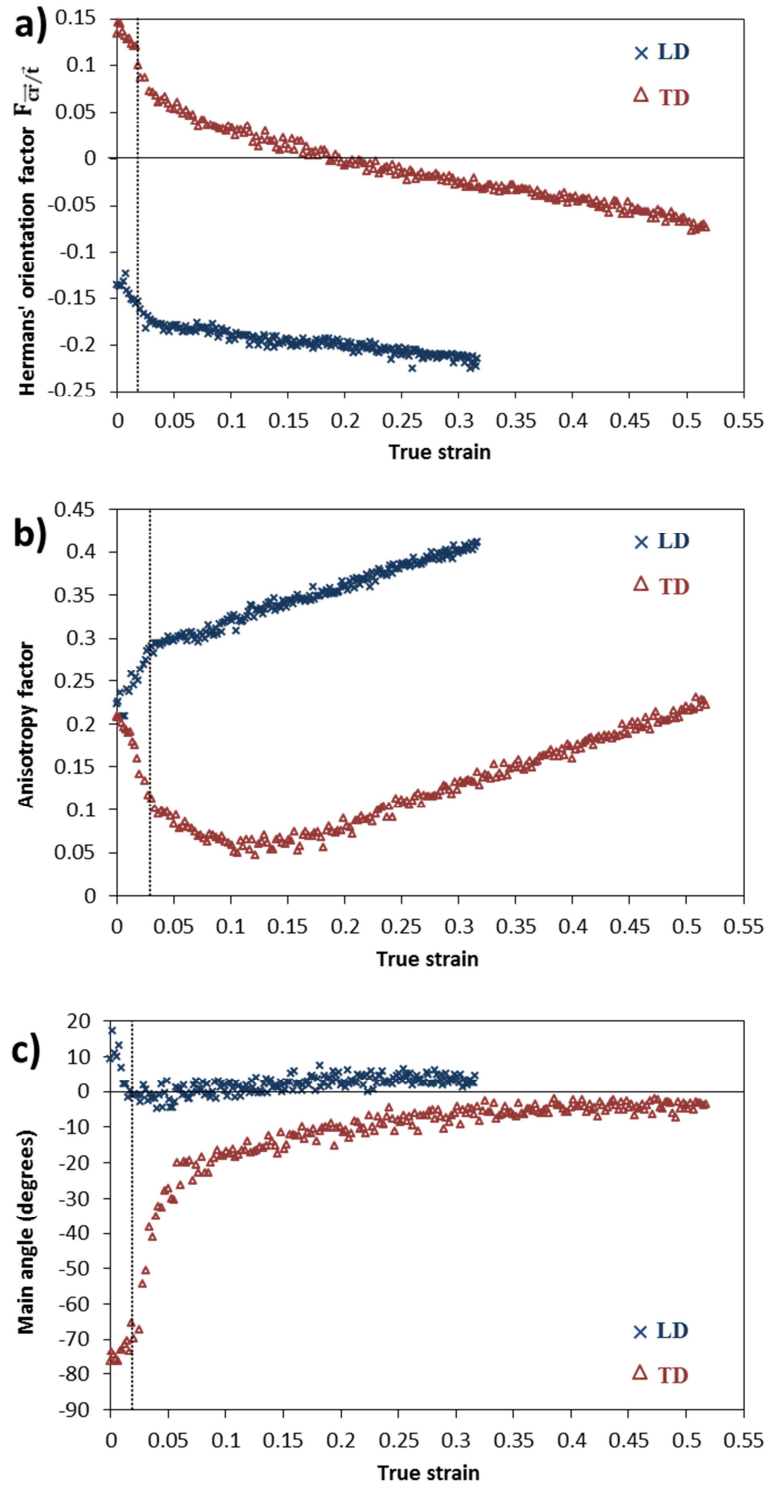 a)
Hermans' orientation factor F cr/t
0.15
0.1
0.05
0
-0.05
-0.1
-0.15
-0.2
-0.25
LD
TD
0 0.05 0.1 0.15 0.2 0.25 0.3 0.35 0.4 0.45 0.5 0.55
True strain
b)
Anisotropy factor
0.45
0.4
0.35
0.3
0.25
0.2
0.15
0.1
0.05
0
LD
TD
0 0.05 0.1 0.15 0.2 0.25 0.3 0.35 0.4 0.45 0.5 0.55
True strain
c)
Main angle (degrees)
20
10
0
-10
-20
-30
-40
-50
-60
-70
-80
-90
LD
TD
0 0.05 0.1 0.15 0.2 0.25 0.3 0.35 0.4 0.45 0.5 0.55
True strain